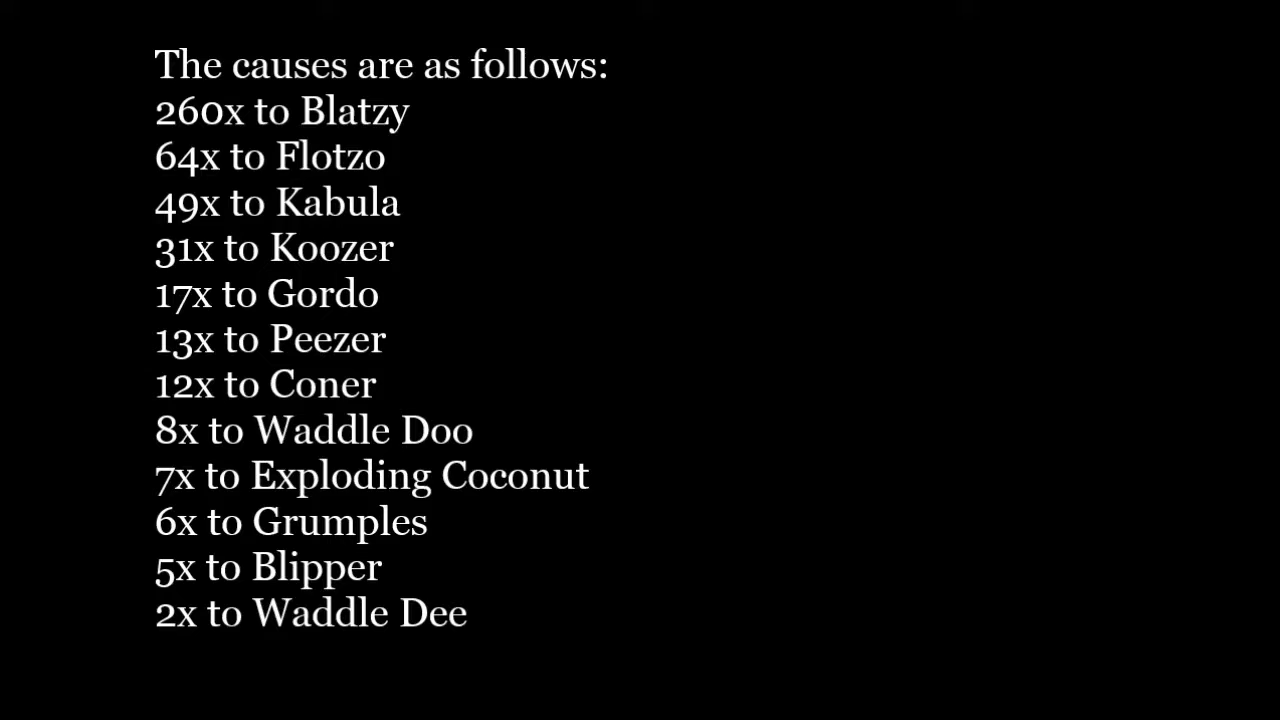 The causes are as follows:
260x to Blatzy
64x to Flotzo
49x to Kabula
31x to Koozer
17x to Gordo
13x to Peezer
12x to Coner
8x to Waddle Doo
7x to Exploding Coconut
6x to Grumples
5x to Blipper
2x to Waddle Dee